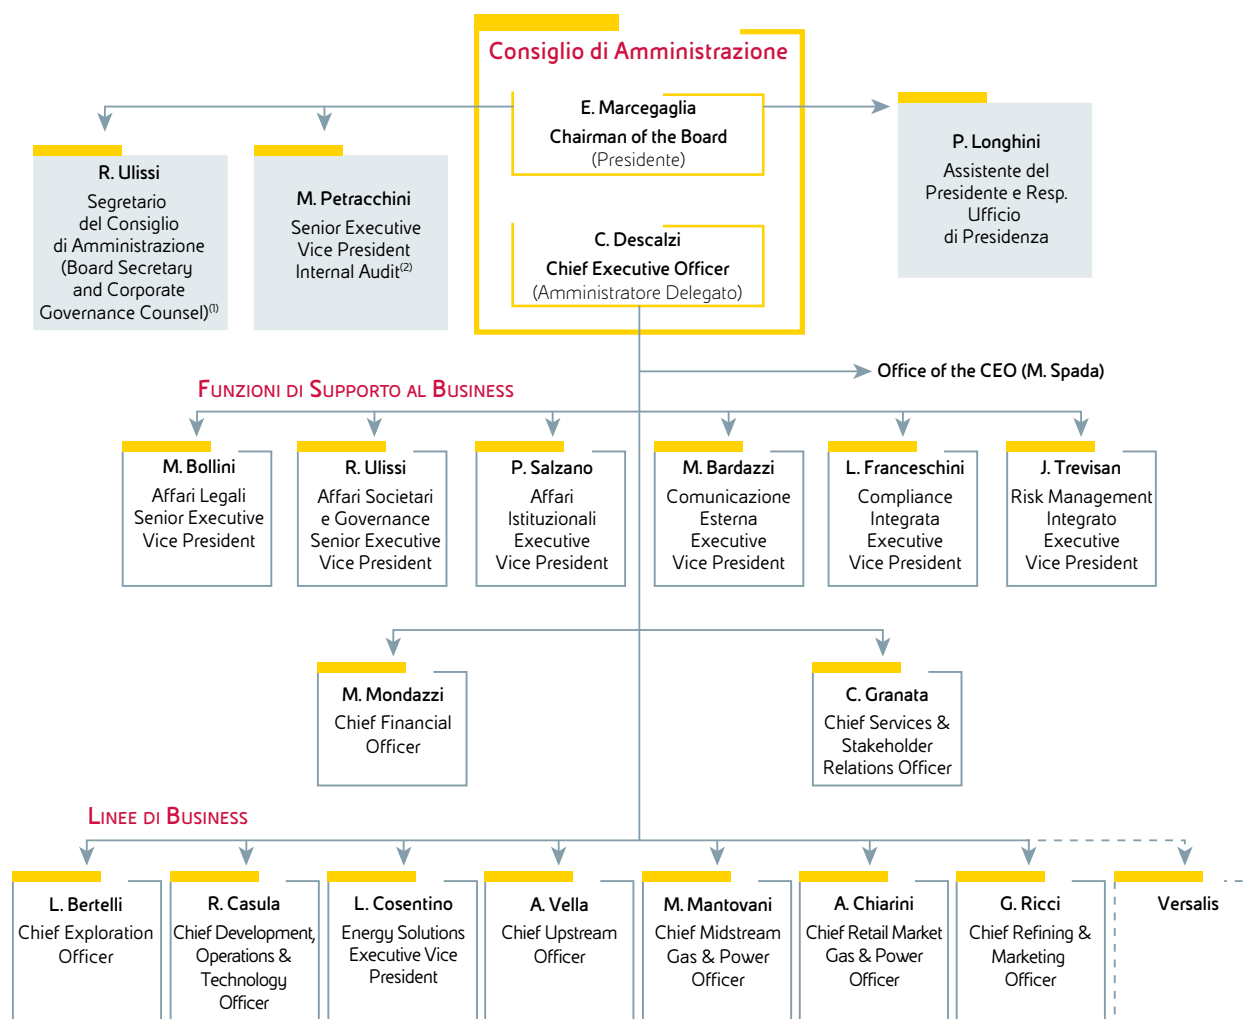 Consiglio di Amministrazione
E. Marcegaglia
Chairman of the Board
(Presidente)
C. Descalzi
Chief Executive Officer
(Amministratore Delegato)
R. Ulissi
Segretario
del Consiglio
di Amministrazione
(Board Secretary
and Corporate
Governance Counsel)(1)
M. Petracchini
Senior Executive
Vice President
Internal Audit(2)
P. Longhini
Assistente del
Presidente e Resp.
Ufficio
di Presidenza
Office of the CEO (M. Spada)
Funzioni di Supporto al Business
M. Bollini
Affari Legali
Senior Executive
Vice President
R. Ulissi
Affari Societari
e Governance
Senior Executive
Vice President
P. Salzano
Affari
Istituzionali
Executive
Vice President
M. Bardazzi
Comunicazione
Esterna
Executive
Vice President
L. Franceschini
Compliance
Integrata
Executive
Vice President
J. Trevisan
Risk Management
Integrato
Executive
Vice President
M. Mondazzi
Chief Financial
Officer
C. Granata
Chief Services &
Stakeholder
Relations Officer
Linee di Business
L. Bertelli
Chief Exploration
Officer
R. Casula
Chief Development,
Operations &
Technology
Officer
L. Cosentino
Energy Solutions
Executive Vice
President
A. Vella
Chief Upstream
Officer
M. Mantovani
Chief Midstream
Gas & Power
Officer
A. Chiarini
Chief Retail Market
Gas & Power
Officer
G. Ricci
Chief Refining &
Marketing
Officer
Versalis